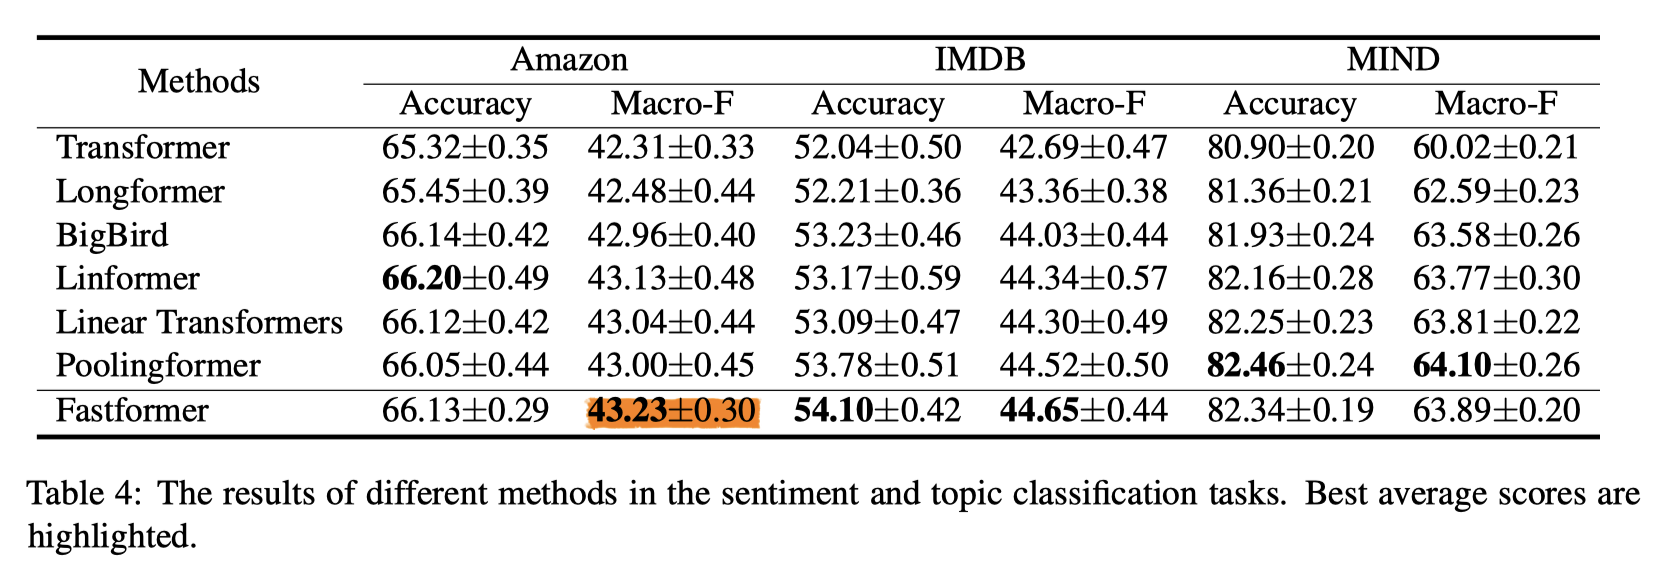 Methods Amazon IMDB MIND
Accuracy Macro-F Accuracy Macro-F Accuracy Macro-F
Transformer 65.32±0.35 42.31±0.33 52.04±0.50 42.69±0.47 80.90±0.20 60.02±0.21
Longformer 65.45±0.39 42.48±0.44 52.21±0.36 43.36±0.38 81.36±0.21 62.59±0.23
BigBird 66.14±0.42 42.96±0.40 53.23±0.46 44.03±0.44 81.93±0.24 63.58±0.26
Linformer 66.20±0.49 43.13±0.48 53.17±0.59 44.34±0.57 82.16±0.28 63.77±0.30
Linear Transformers 66.12±0.42 43.04±0.44 53.09±0.47 44.30±0.49 82.25±0.23 63.81±0.22
Poolingformer 66.05±0.44 43.00±0.45 53.78±0.51 44.52±0.50 82.46±0.24 64.10±0.26
Fastformer 66.13±0.29 43.23±0.30 54.10±0.42 44.65±0.44 82.34±0.19 63.89±0.20
Table 4: The results of different methods in the sentiment and topic classification tasks. Best average scores are
highlighted.